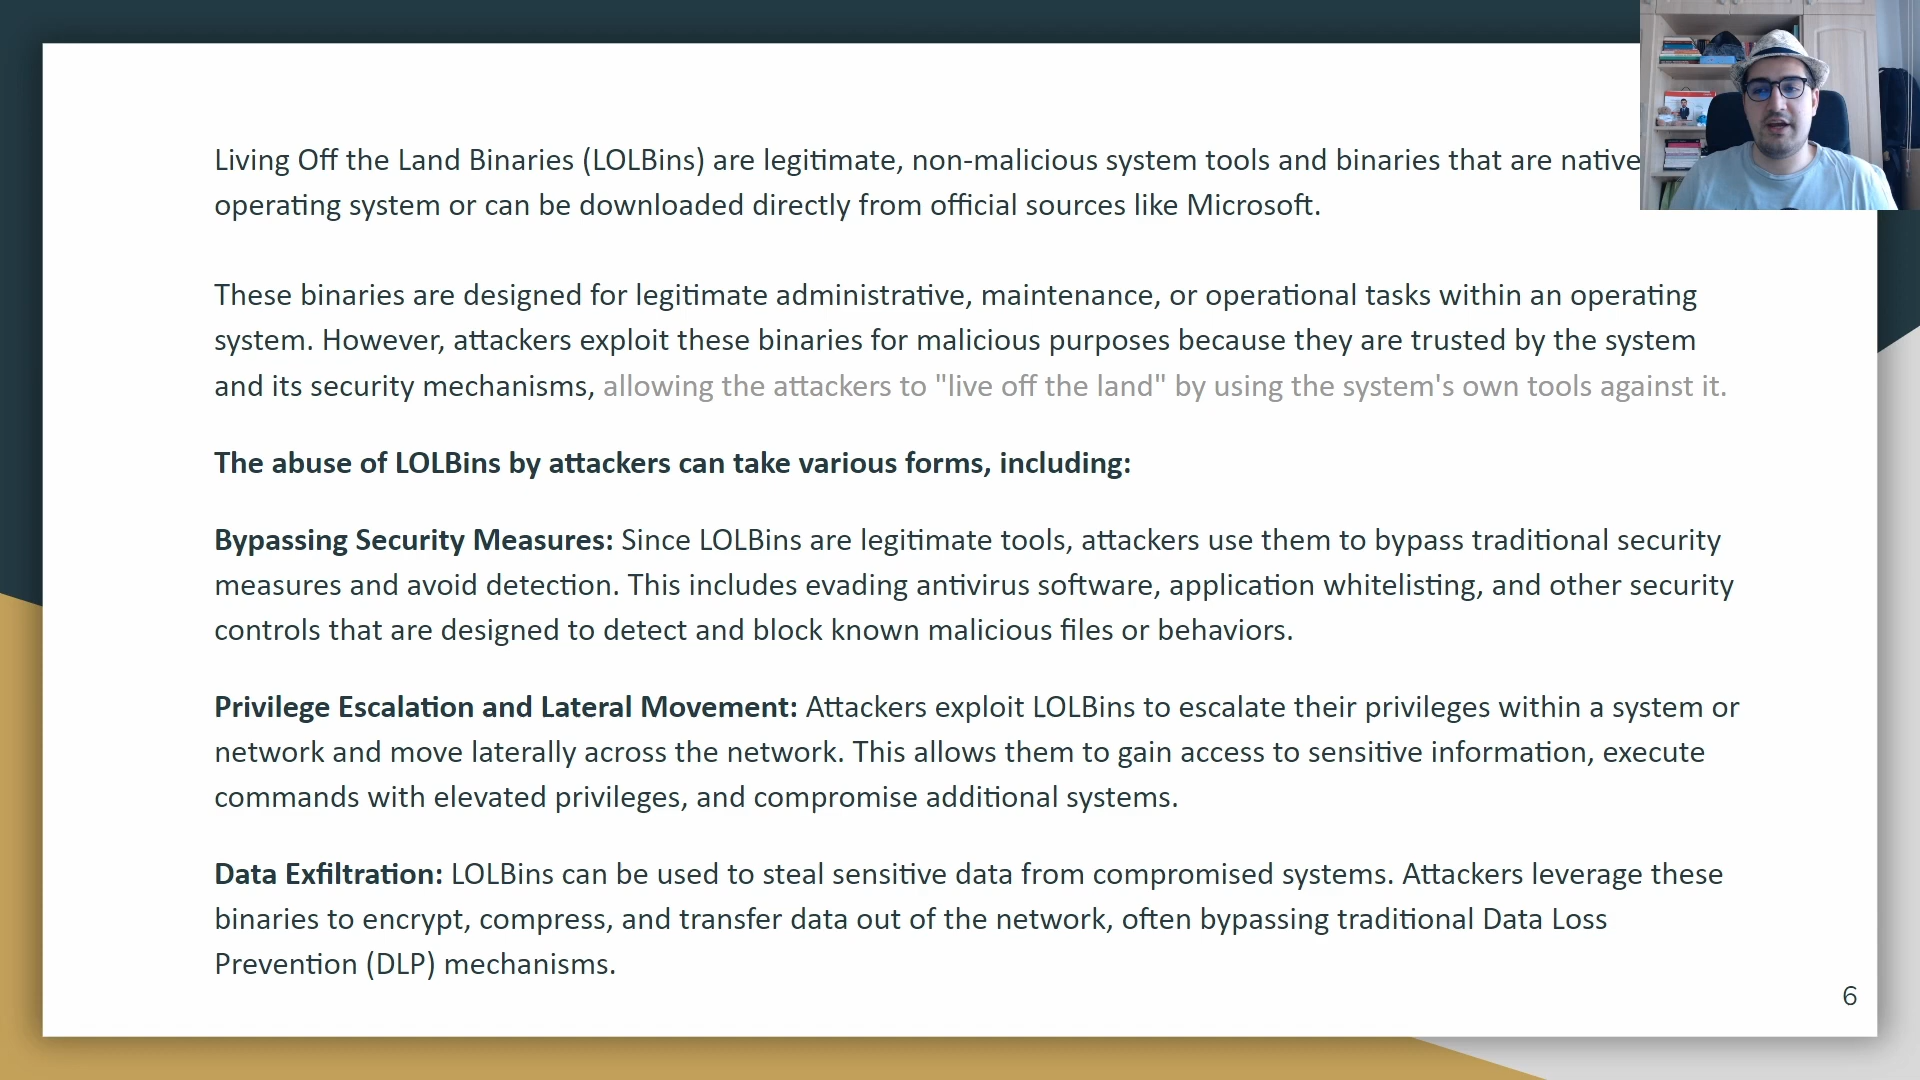 Living Off the Land Binaries (LOLBins) are legitimate, non-malicious system tools and binaries that are native
operating system or can be downloaded directly from official sources like Microsoft.
These binaries are designed for legitimate administrative, maintenance, or operational tasks within an operating
system. However, attackers exploit these binaries for malicious purposes because they are trusted by the system
and its security mechanisms, allowing the attackers to "live off the land" by using the system's own tools against it.
The abuse of LOLBins by attackers can take various forms, including:
Bypassing Security Measures: Since LOLBins are legitimate tools, attackers use them to bypass traditional security
measures and avoid detection. This includes evading antivirus software, application whitelisting, and other security
controls that are designed to detect and block known malicious files or behaviors.
Privilege Escalation and Lateral Movement: Attackers exploit LOLBins to escalate their privileges within a system or
network and move laterally across the network. This allows them to gain access to sensitive information, execute
commands with elevated privileges, and compromise additional systems.
Data Exfiltration: LOLBins can be used to steal sensitive data from compromised systems. Attackers leverage these
binaries to encrypt, compress, and transfer data out of the network, often bypassing traditional Data Loss
Prevention (DLP) mechanisms.
6